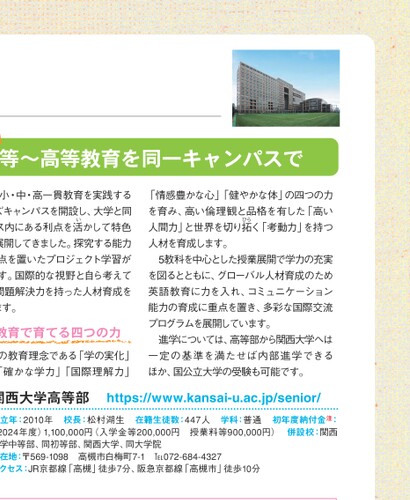 等～高等教育を同一キャンパスで
小・中・高一貫教育を実践する
キャンパスを開設し、大学と同
ス内にある利点を活かして特色
展開してきました。探究する能力
点を置いたプロジェクト学習が
す。国際的な視野と自ら考えて
問題解決力を持った人材育成を
ます。
教育で育てる四つの力
の教育理念である「学の実化」
「確かな学力」「国際理解力」
「情感豊かな心」「健やかな体」の四つの力
を育み、高い倫理観と品格を有した「高い
人間力」と世界を切り拓く「考動力」を持つ
人材を育成します。
5教科を中心とした授業展開で学力の充実
を図るとともに、グローバル人材育成のため
英語教育に力を入れ、コミュニケーション
能力の育成に重点を置き、多彩な国際交流
プログラムを展開しています。
進学については、高等部から関西大学へは
一定の基準を満たせば内部進学できる
ほか、国公立大学の受験も可能です。
関西大学高等部 https://www.kansai-u.ac.jp/senior/
立年：2010年 校長：松村湖生 在籍生徒数：447人 学科：普通 初年度納付金注：
2024年度）1,100,000円（入学金等200,000円 授業料等900,000円） 併設校：関西
学中等部、同初等部、関西大学、同大学院
在地：〒569-1098 高槻市白梅町7-1 TEL072-684-4327
クセス：JR京都線「高槻」徒歩7分、阪急京都線「高槻市」徒歩10分